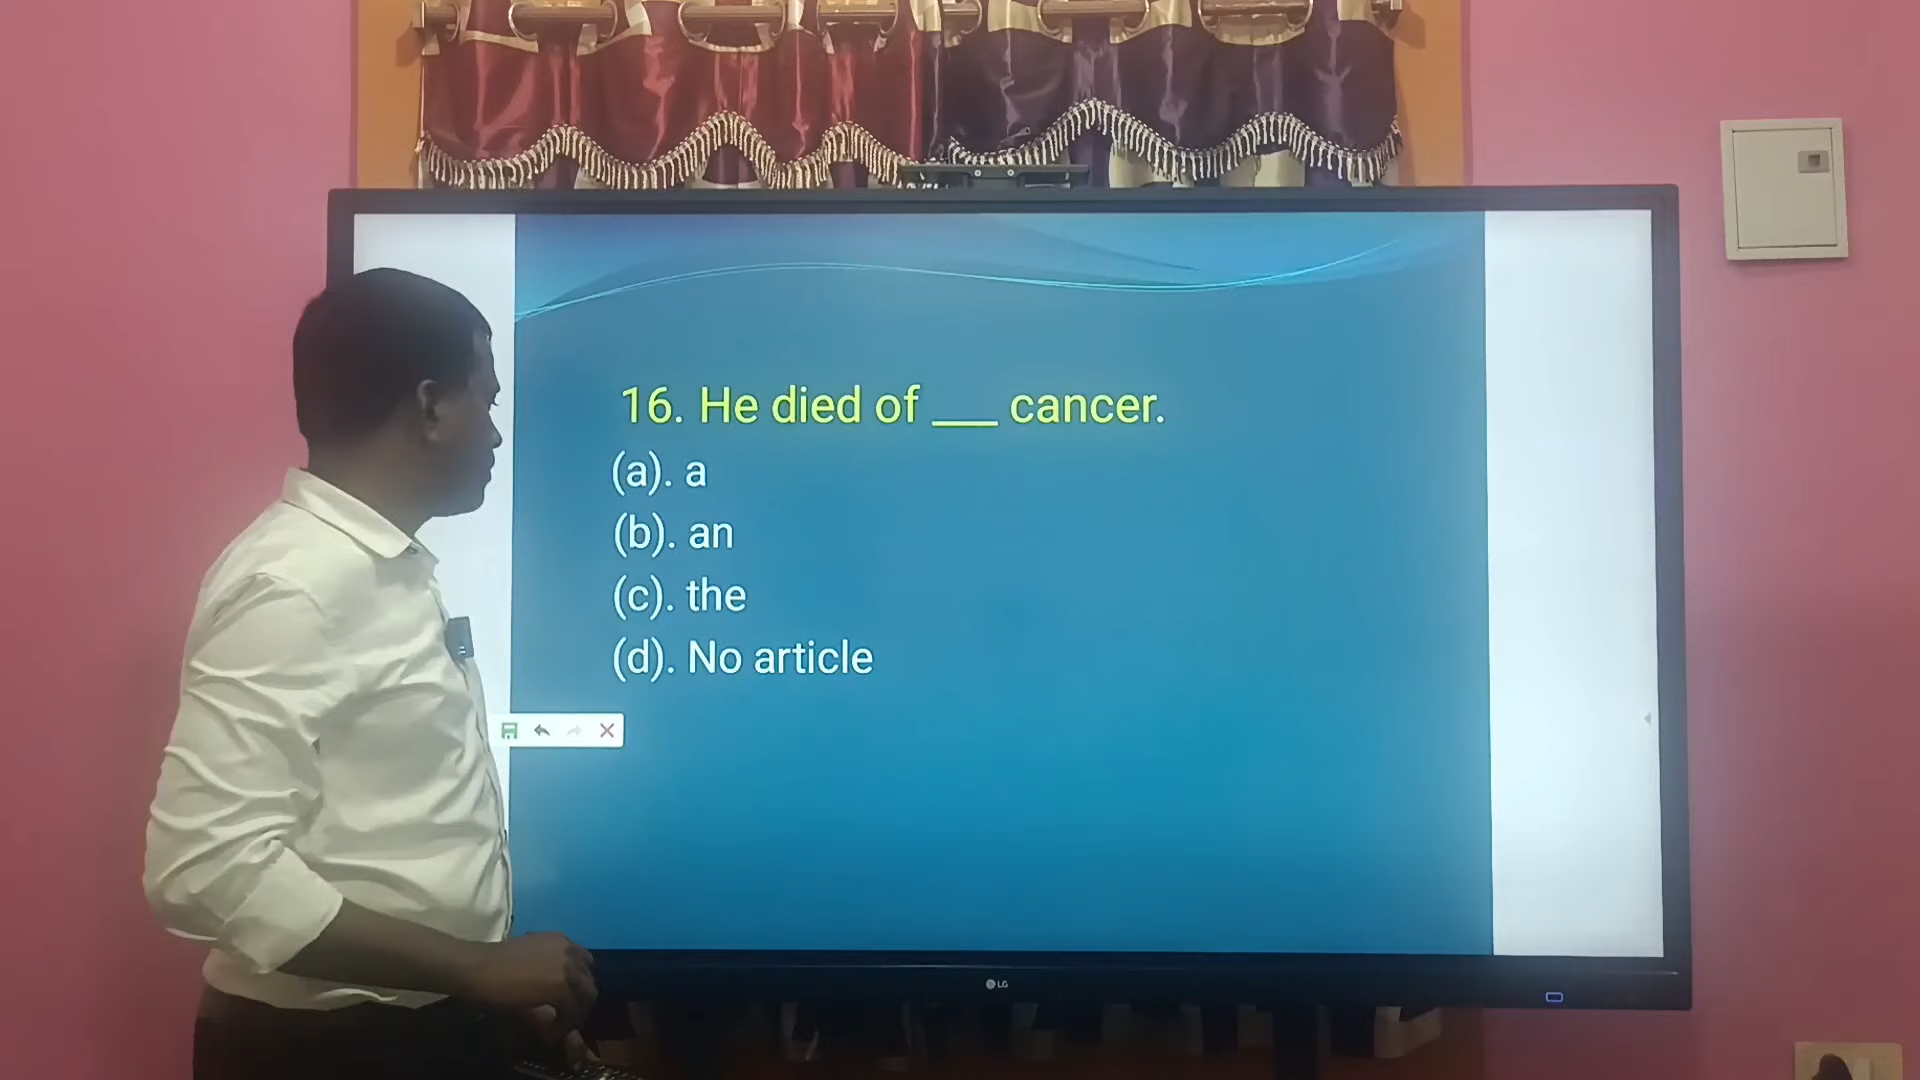 16. He died of ___ cancer.
(a). a
(b). an
(c). the
(d). No article
LG